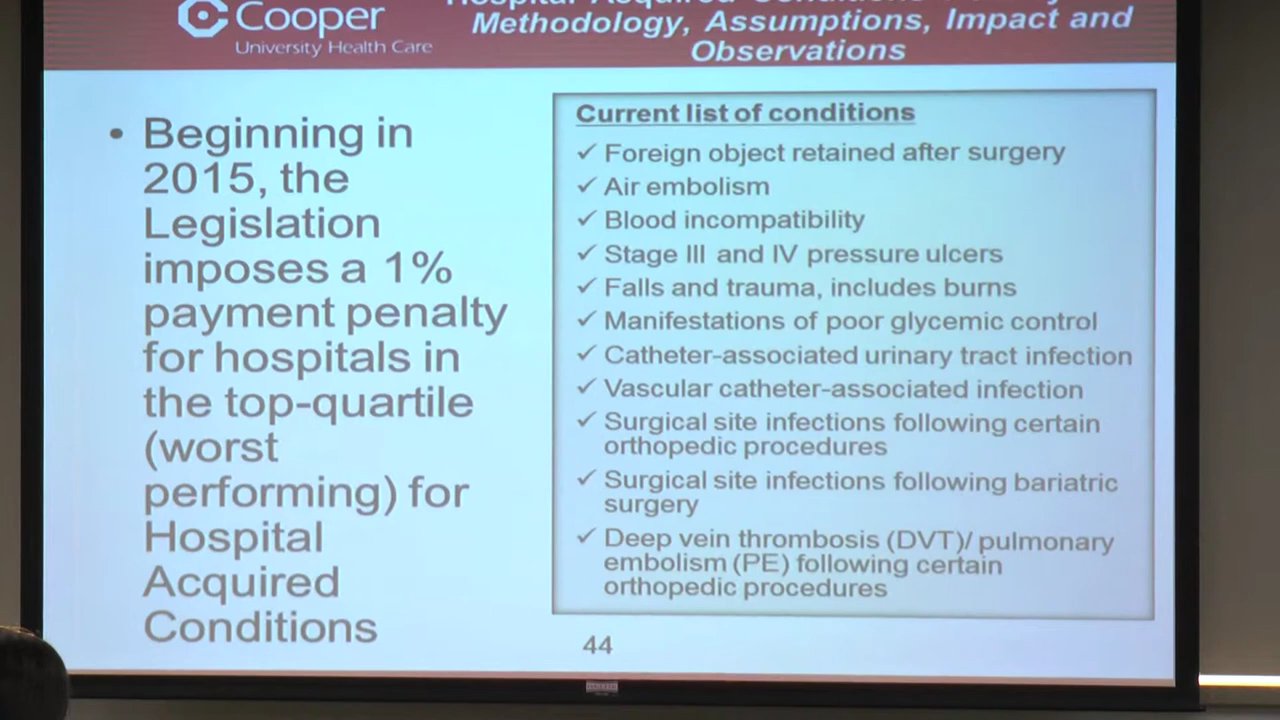 Cooper
University Health Care
Hospital Acquired Conditions
Methodology, Assumptions, Impact and
Observations
• Beginning in
2015, the
Legislation
imposes a 1%
payment penalty
for hospitals in
the top-quartile
(worst
performing) for
Hospital
Acquired
Conditions
Current list of conditions
✓ Foreign object retained after surgery
✓ Air embolism
✓ Blood incompatibility
✓ Stage III and IV pressure ulcers
✓ Falls and trauma, includes burns
✓ Manifestations of poor glycemic control
✓ Catheter-associated urinary tract infection
✓ Vascular catheter-associated infection
✓ Surgical site infections following certain
orthopedic procedures
✓ Surgical site infections following bariatric
surgery
✓ Deep vein thrombosis (DVT)/ pulmonary
embolism (PE) following certain
orthopedic procedures
44